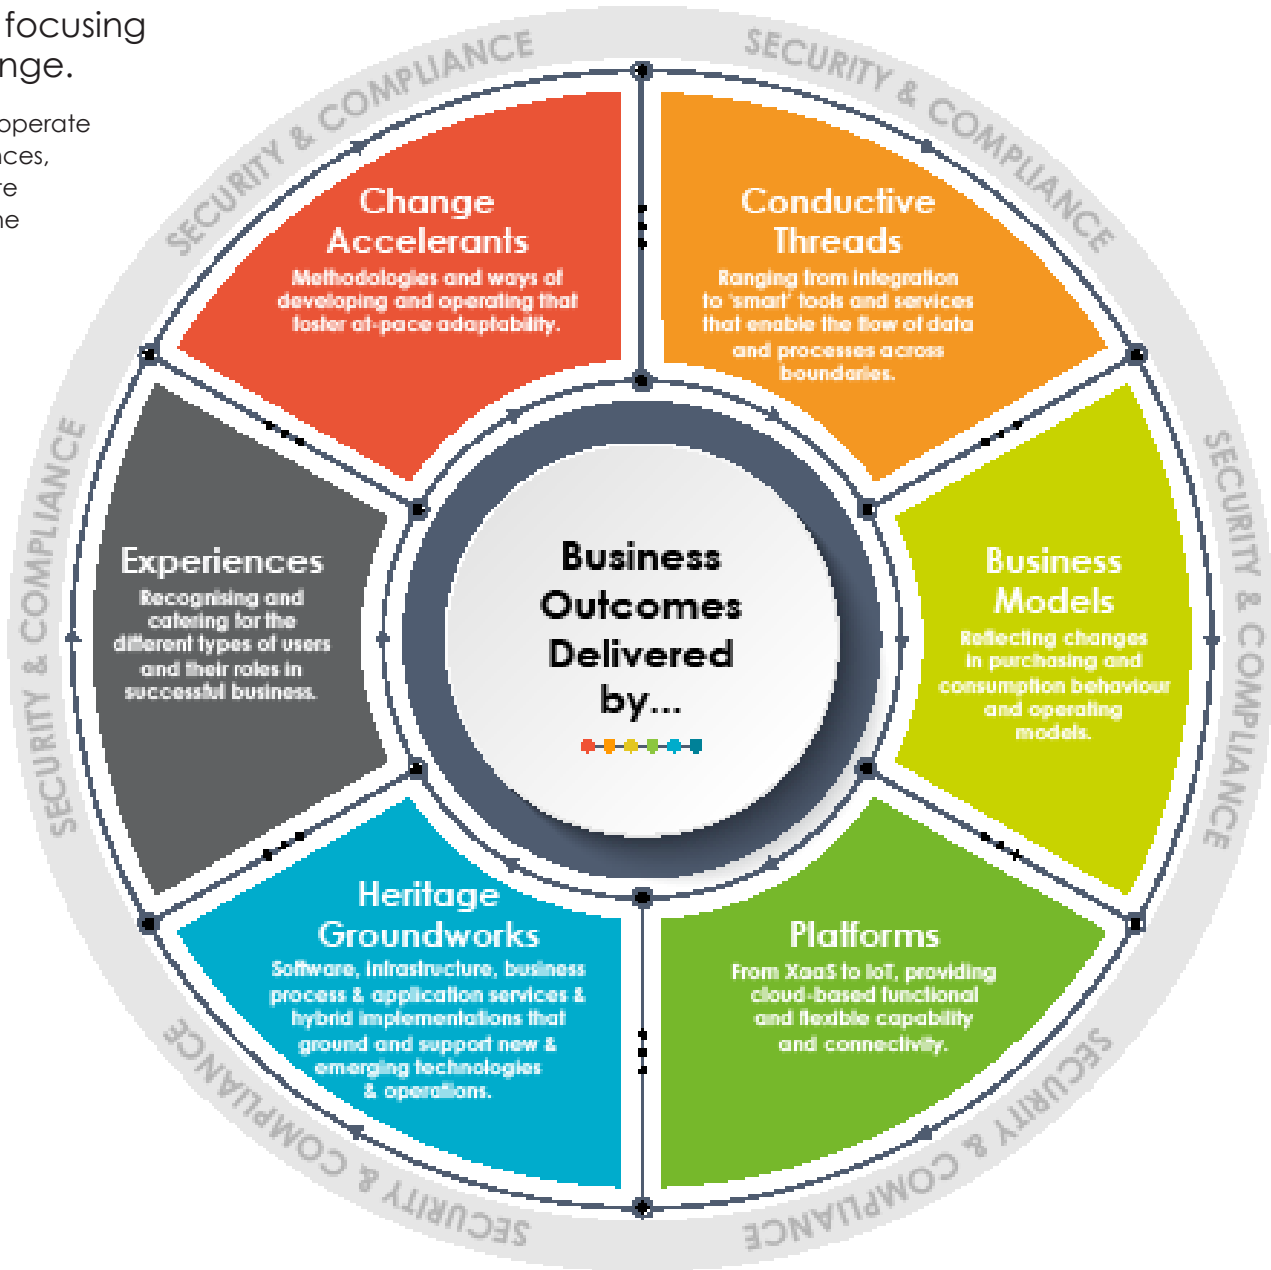 focusing
nge.
operate
nces,
re
ne
SECURITY & COMPLIANCE
SECURITY & COMPLIANCE
Change
Accelerants
Methodologies and ways of
developing and operating that
foster at-pace adaptability.
Conductive
Threads
Ranging from integration
to 'smart' tools and services
that enable the flow of data
and processes across
boundaries.
SECURITY & COMPLIANCE
Experiences
Recognising and
catering for the
different types of users
and their roles in
successful business.
Business
Outcomes
Delivered
by...
Business
Models
Reflecting changes
in purchasing and
consumption behaviour
and operating
models.
SECURITY & COMPLIANCE
Heritage
Groundworks
Software, infrastructure, business
process & application services &
hybrid implementations that
ground and support new &
emerging technologies
& operations.
Platforms
From XaaS to IoT, providing
cloud-based functional
and flexible capability
and connectivity.
SECURITY & COMPLIANCE
SECURITY & COMPLIANCE